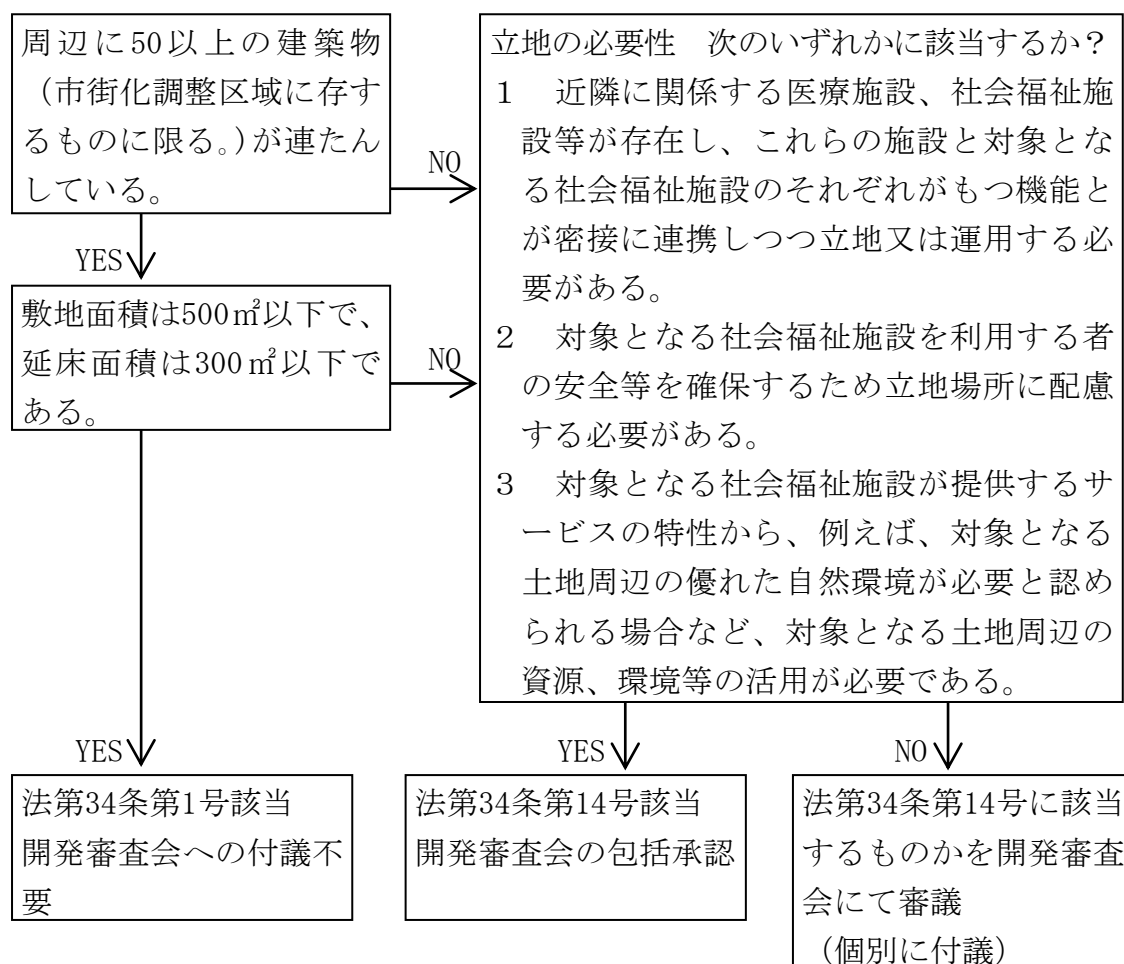 周辺に50以上の建築物
（市街化調整区域に存す
るものに限る。）が連たん
している。
NO
YES
敷地面積は500㎡以下で、
延床面積は300㎡以下で
ある。
NO
立地の必要性　次のいずれかに該当するか？
１　近隣に関係する医療施設、社会福祉施
設等が存在し、これらの施設と対象とな
る社会福祉施設のそれぞれがもつ機能と
が密接に連携しつつ立地又は運用する必
要がある。
２　対象となる社会福祉施設を利用する者
の安全等を確保するため立地場所に配慮
する必要がある。
３　対象となる社会福祉施設が提供するサ
ービスの特性から、例えば、対象となる
土地周辺の優れた自然環境が必要と認め
られる場合など、対象となる土地周辺の
資源、環境等の活用が必要である。
YES
YES
NO
法第34条第1号該当
開発審査会への付議不
要
法第34条第14号該当
開発審査会の包括承認
法第34条第14号に該当
するものかを開発審査
会にて審議
（個別に付議）